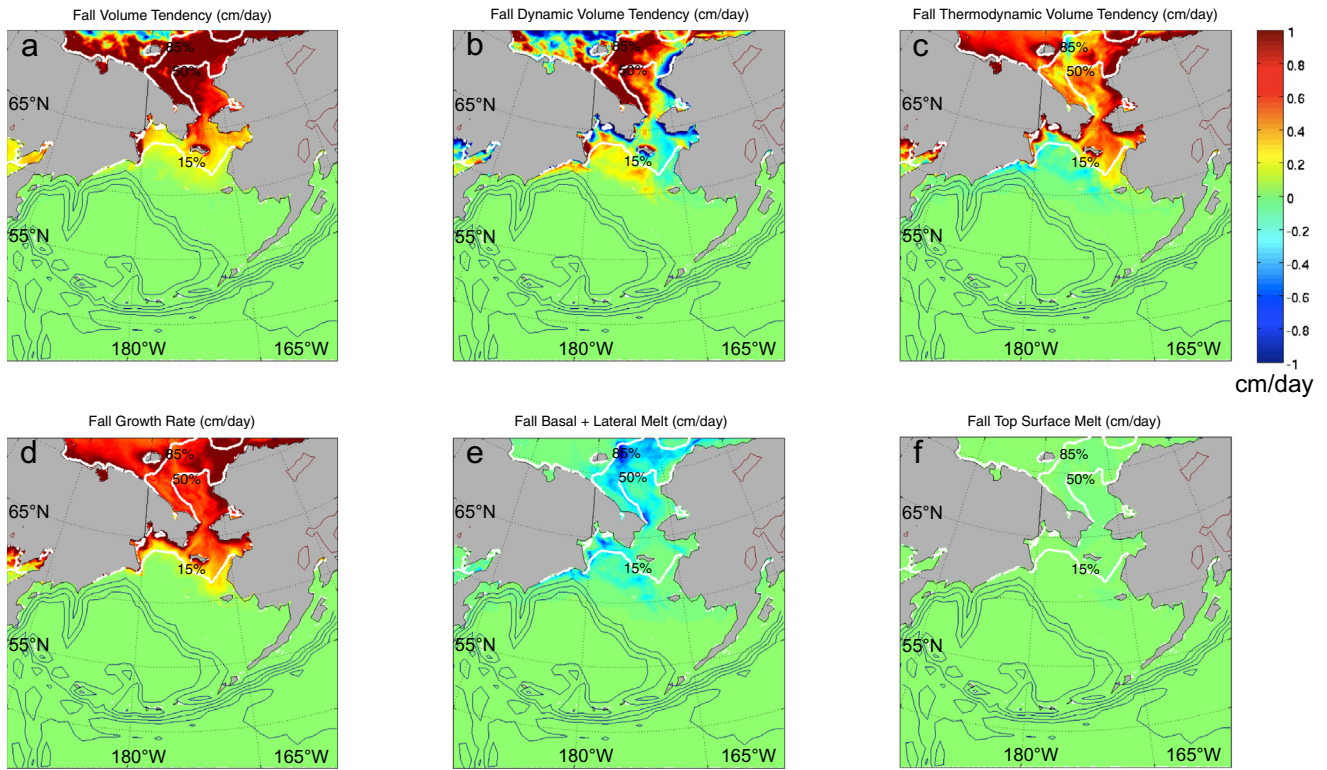 Fall Volume Tendency (cm/day)
Fall Dynamic Volume Tendency (cm/day)
Fall Thermodynamic Volume Tendency (cm/day)
a
85%
50%
65°N
15%
55°N
180°W
165°W
b
85%
50%
65°N
15%
55°N
180°W
165°W
c
85%
50%
65°N
15%
55°N
180°W
165°W
1
0.8
0.6
0.4
0.2
0
-0.2
-0.4
-0.6
-0.8
-1
cm/day
Fall Growth Rate (cm/day)
Fall Basal + Lateral Melt (cm/day)
Fall Top Surface Melt (cm/day)
d
85%
50%
65°N
15%
55°N
180°W
165°W
e
85%
50%
65°N
15%
55°N
180°W
165°W
f
85%
50%
65°N
15%
55°N
180°W
165°W